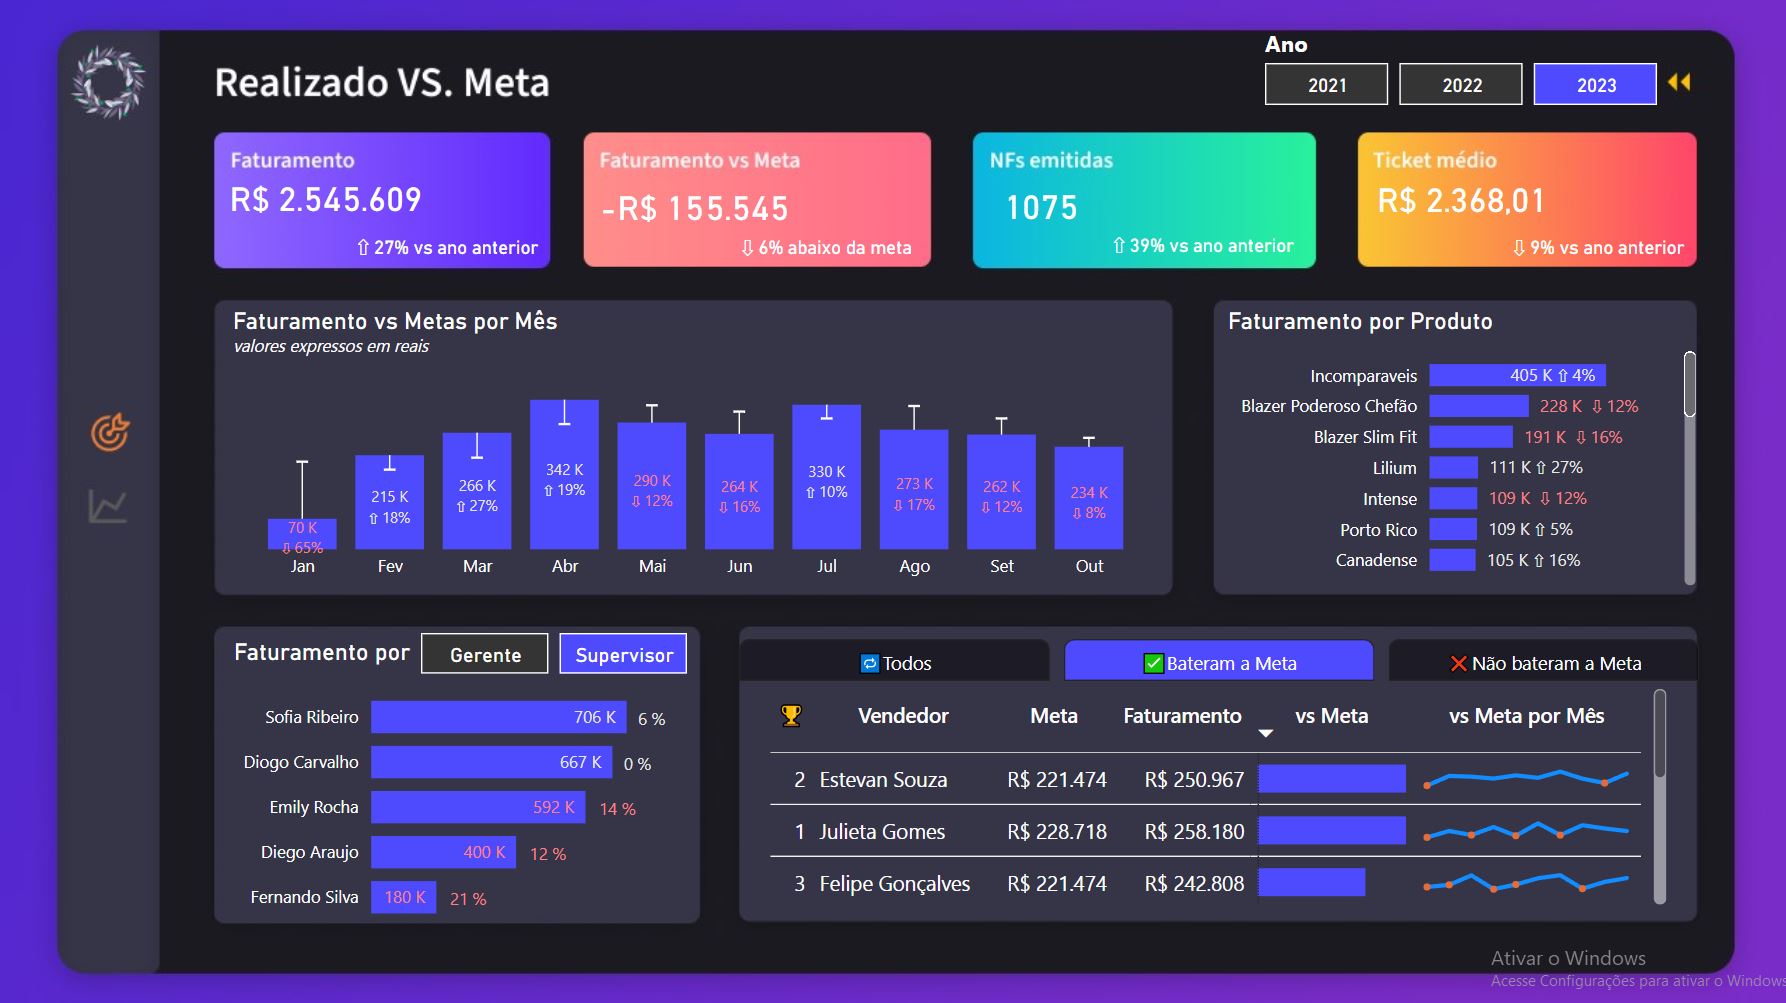 Ano
Realizado VS. Meta
2021
2022
2023
Faturamento
R$ 2.545.609
⇧ 27% vs ano anterior
Faturamento vs Meta
-R$ 155.545
⇩ 6% abaixo da meta
NFs emitidas
1075
⇧ 39% vs ano anterior
Ticket médio
R$ 2.368,01
⇩ 9% vs ano anterior
Faturamento vs Metas por Mês
valores expressos em reais
70 K
⇩ 65%
Jan
215 K
⇧ 18%
Fev
266 K
⇧ 27%
Mar
342 K
⇧ 19%
Abr
290 K
⇩ 12%
Mai
264 K
⇩ 16%
Jun
330 K
⇧ 10%
Jul
273 K
⇩ 17%
Ago
262 K
⇩ 12%
Set
234 K
⇩ 8%
Out
Faturamento por Produto
Incomparaveis 405 K ⇧ 4%
Blazer Poderoso Chefão 228 K ⇩ 12%
Blazer Slim Fit 191 K ⇩ 16%
Lilium 111 K ⇧ 27%
Intense 109 K ⇩ 12%
Porto Rico 109 K ⇧ 5%
Canadense 105 K ⇧ 16%
Faturamento por Gerente Supervisor
Sofia Ribeiro 706 K 6 %
Diogo Carvalho 667 K 0 %
Emily Rocha 592 K 14 %
Diego Araujo 400 K 12 %
Fernando Silva 180 K 21 %
Todos
Bateram a Meta
Não bateram a Meta
Vendedor Meta Faturamento vs Meta vs Meta por Mês
2 Estevan Souza R$ 221.474 R$ 250.967
1 Julieta Gomes R$ 228.718 R$ 258.180
3 Felipe Gonçalves R$ 221.474 R$ 242.808
Ativar o Windows
Acesse Configurações para ativar o Windows